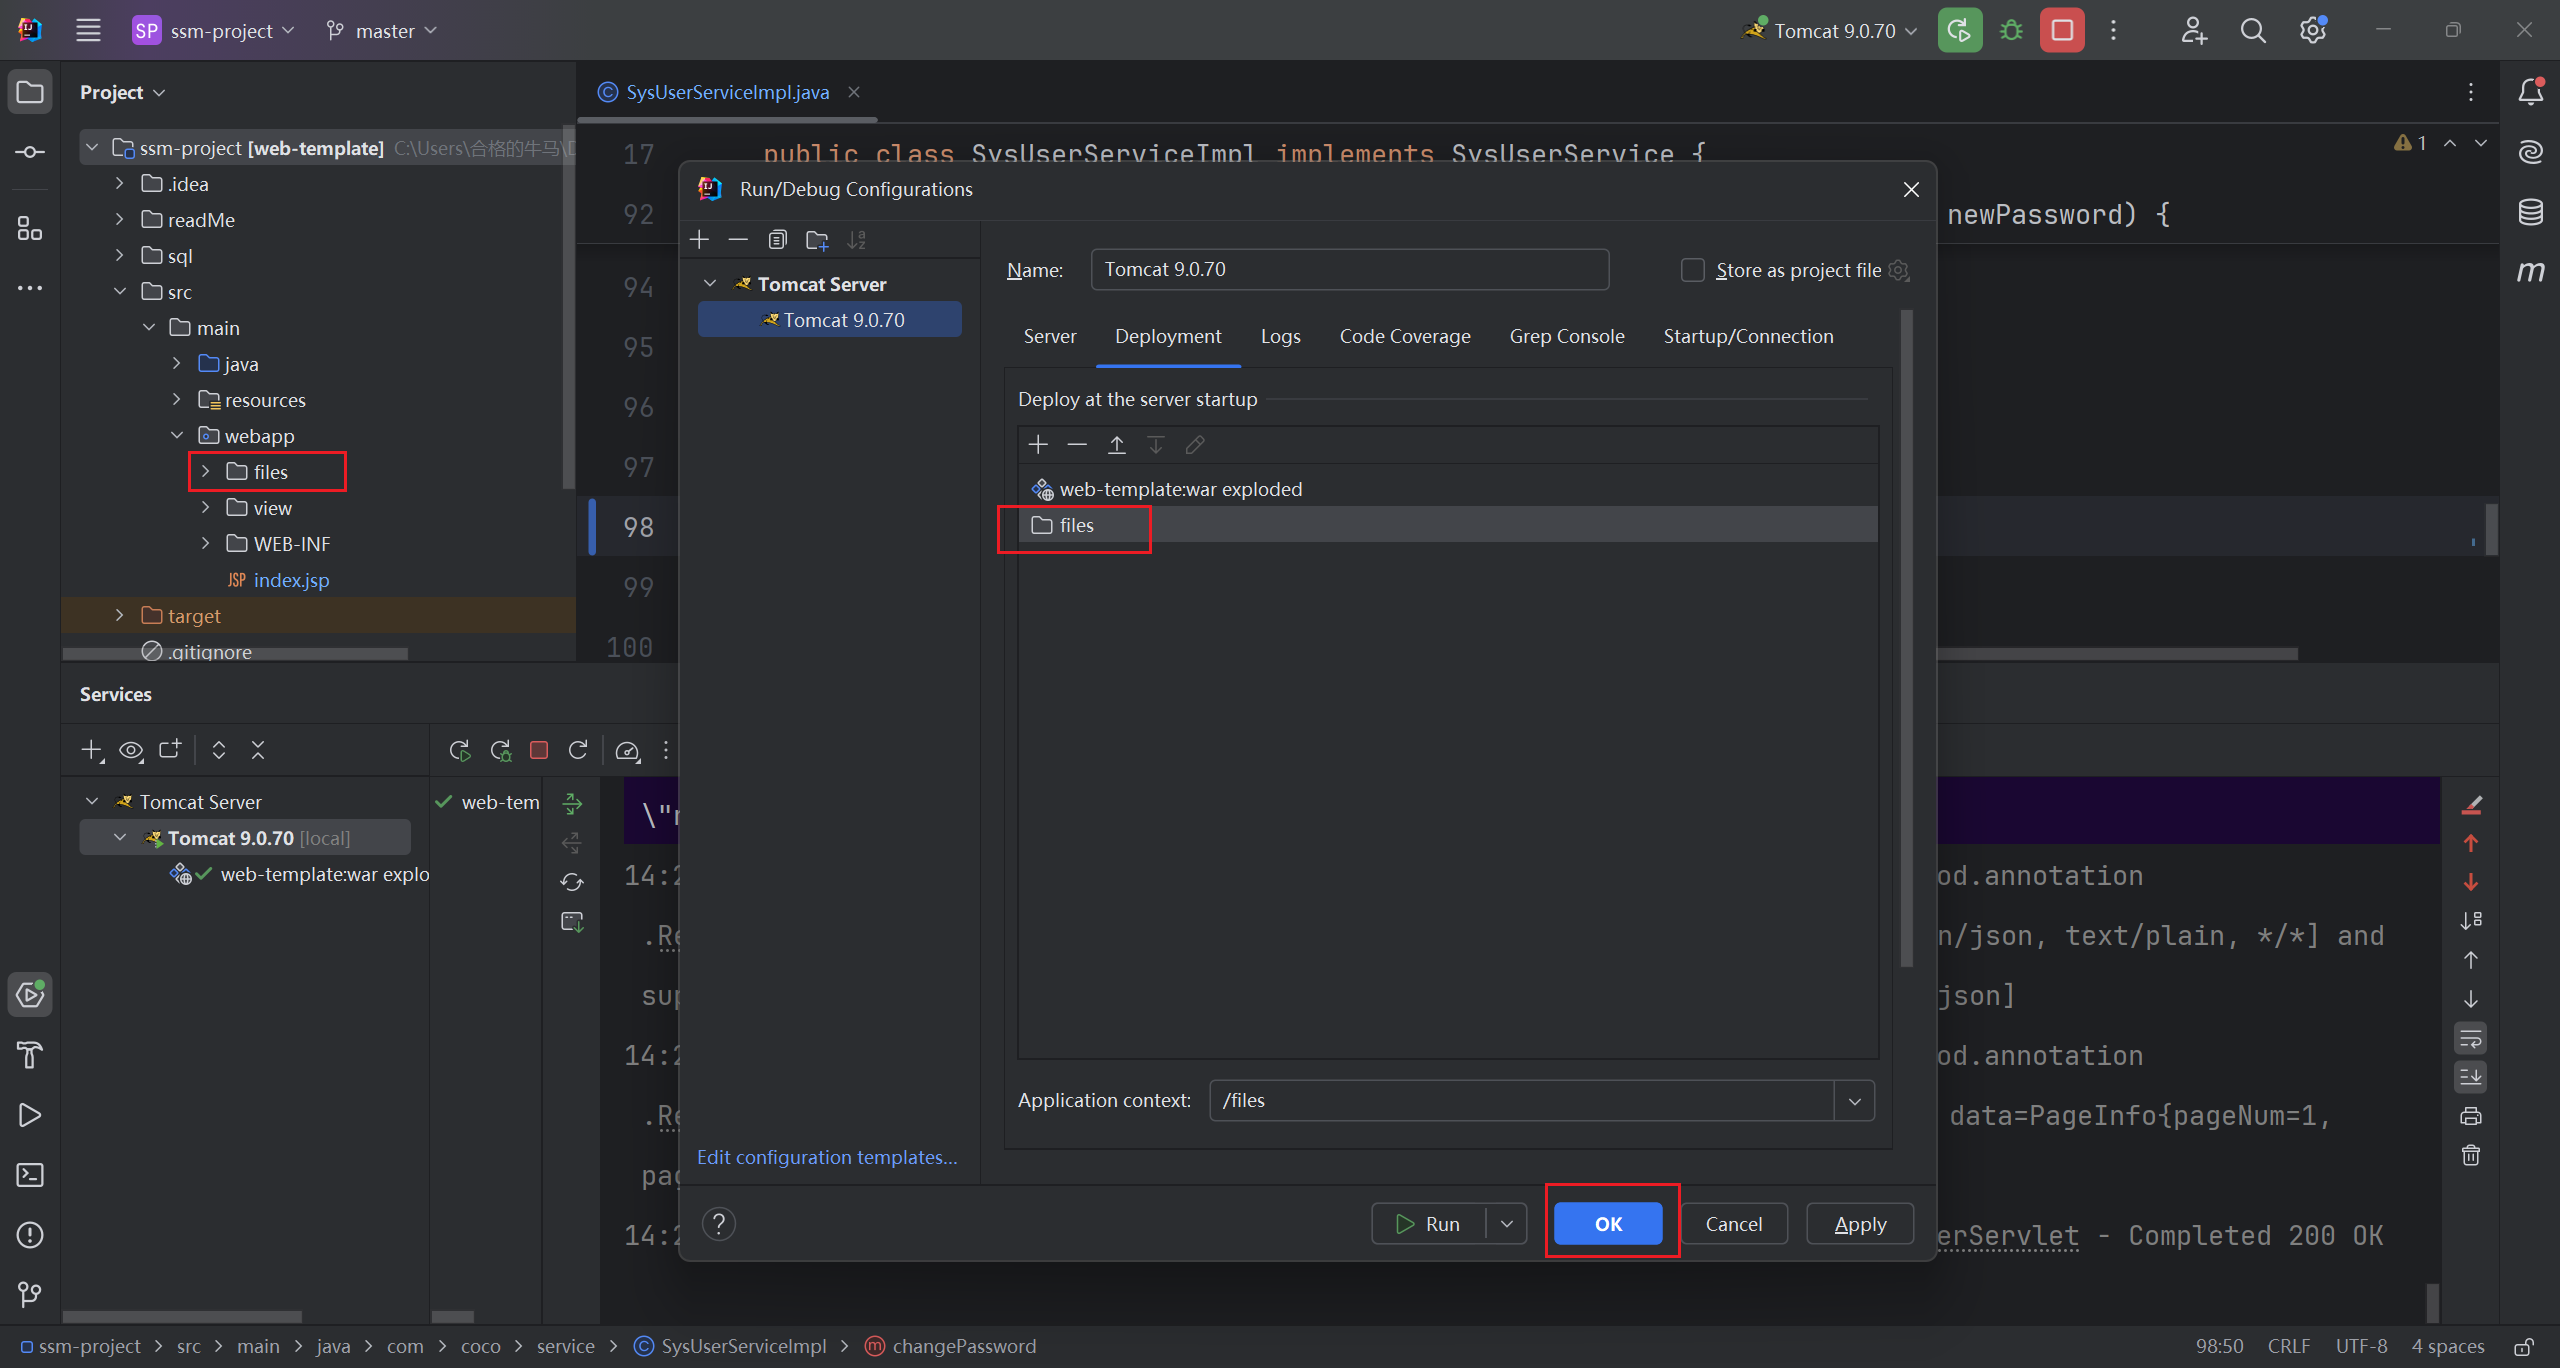 SP ssm-project master Tomcat 9.0.70
Project
SysUserServiceImpl.java
ssm-project [web-template] C:\Users\合格的牛马\
.idea
readMe
sql
src
main
java
resources
webapp
files
view
WEB-INF
JSP index.jsp
target
.gitignore
17 public class SysUserServiceImpl implements SysUserService {
1
92 newPassword) {
94
95
96
97
98
99
100
Run/Debug Configurations
Tomcat Server
Tomcat 9.0.70
Edit configuration templates...
Name: Tomcat 9.0.70 Store as project file
Server Deployment Logs Code Coverage Grep Console Startup/Connection
Deploy at the server startup
web-template:war exploded
files
Application context: /files
? Run OK Cancel Apply
Services
Tomcat Server
Tomcat 9.0.70 [local]
web-template:war explo
web-tem
\"
14:2 od.annotation
.Re n/json, text/plain, */*] and
sup json]
14:2 od.annotation
.Re data=PageInfo{pageNum=1,
pag
14:2 erServlet - Completed 200 OK
ssm-project > src > main > java > com > coco > service > SysUserServiceImpl > changePassword
98:50 CRLF UTF-8 4 spaces